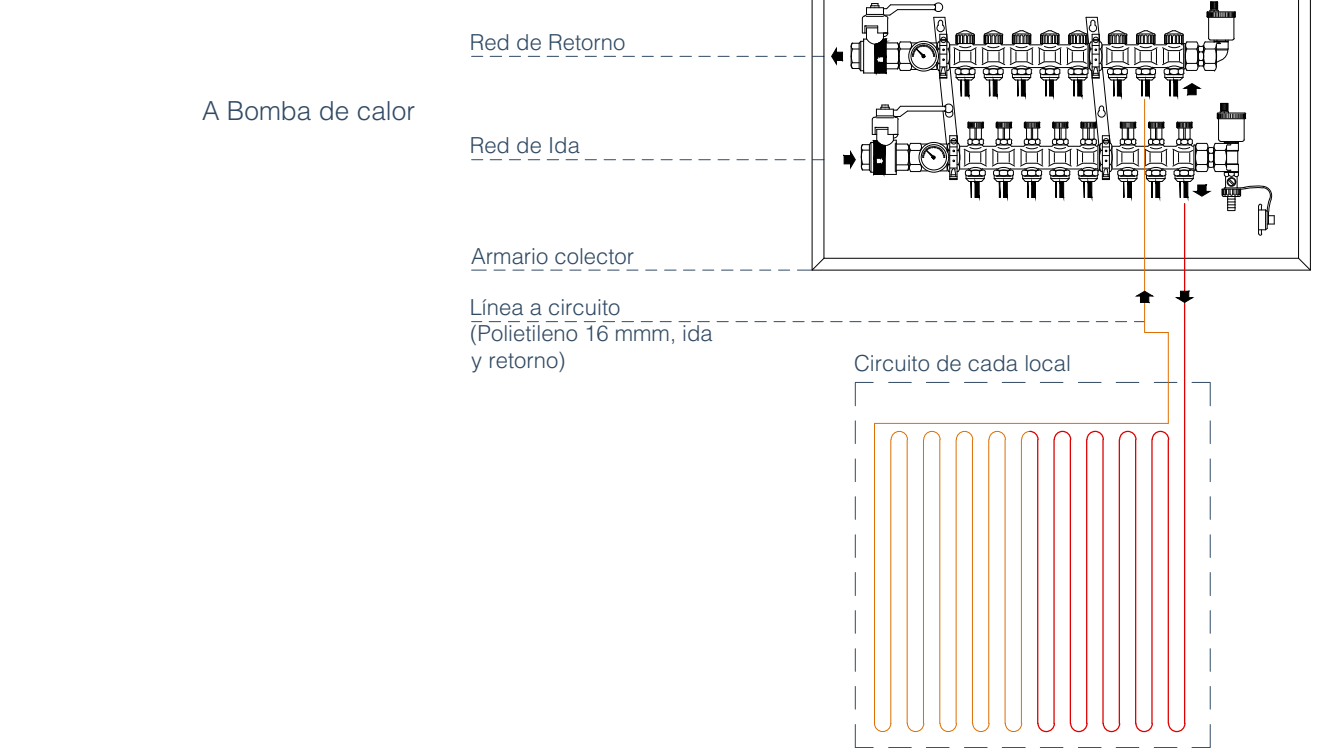 Red de Retorno
A Bomba de calor
Red de Ida
Armario colector
Línea a circuito
(Polietileno 16 mmm, ida
y retorno)
Circuito de cada local